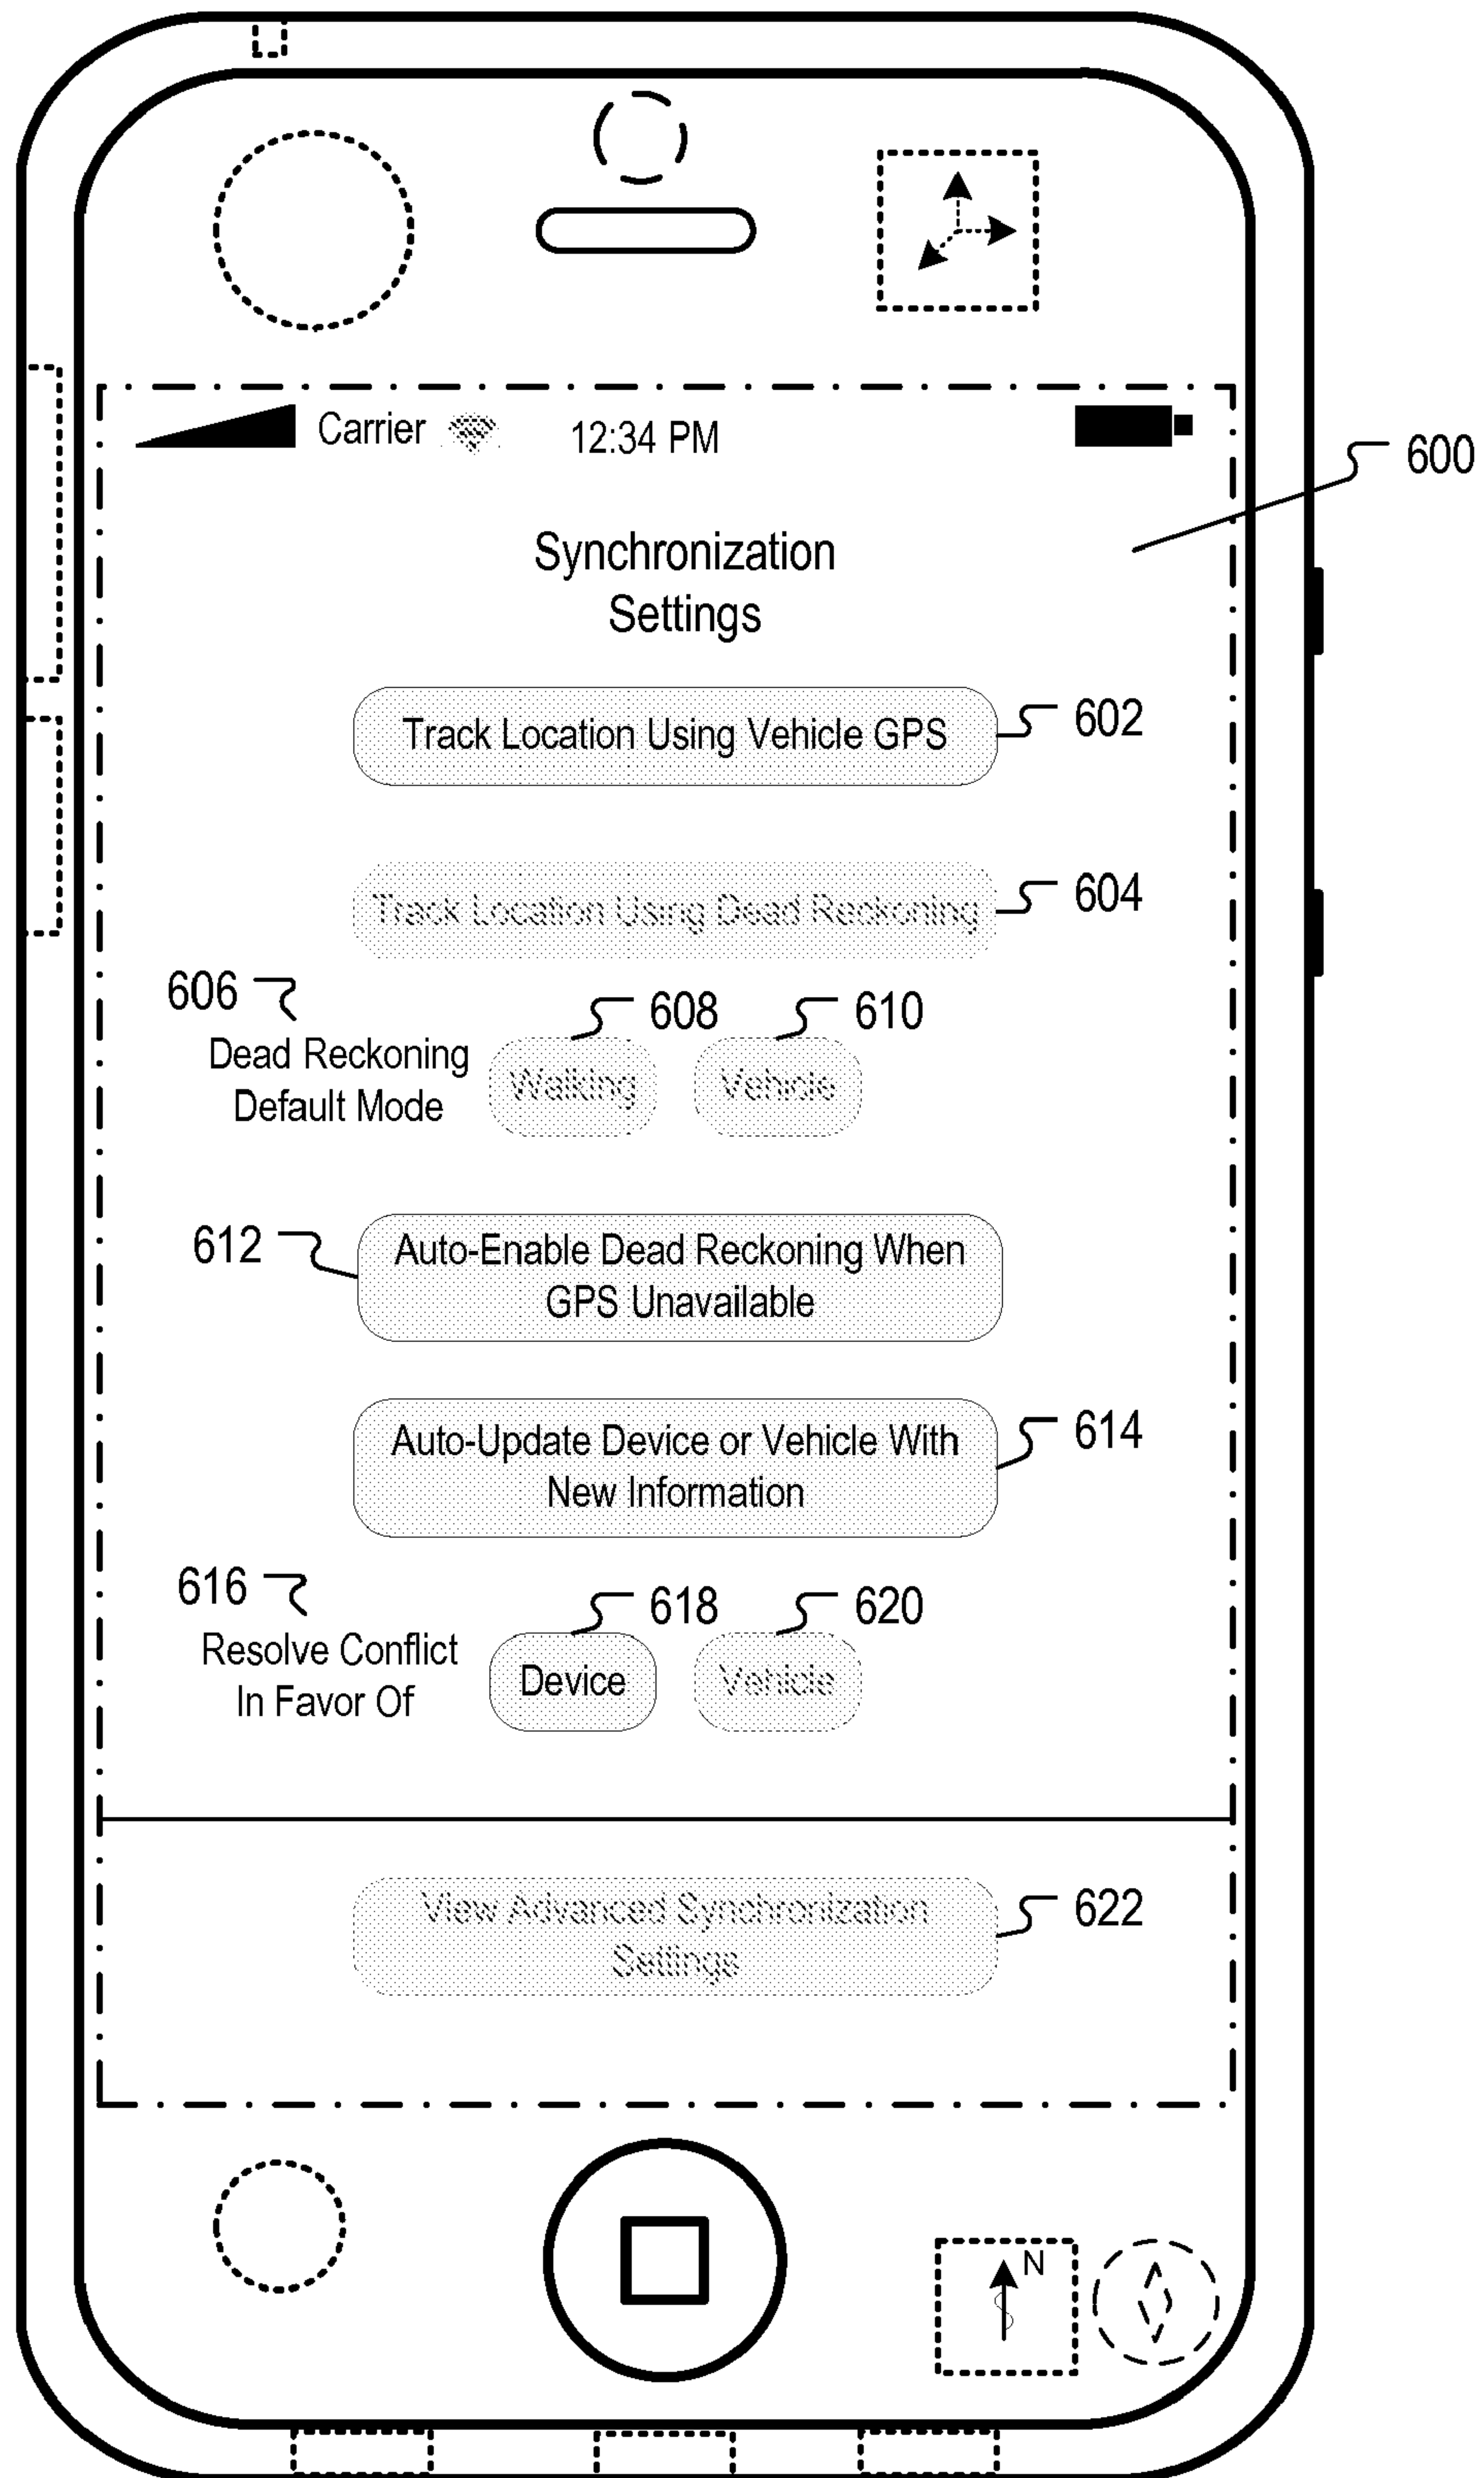 Carrier 12:34 PM
600
Synchronization
Settings
Track Location Using Vehicle GPS 602
Track Location Using Dead Reckoning 604
606 608 610
Dead Reckoning
Default Mode
Walking Vehicle
612
Auto-Enable Dead Reckoning When
GPS Unavailable
614
Auto-Update Device or Vehicle With
New Information
616 618 620
Resolve Conflict
In Favor Of
Device Vehicle
View Advanced Synchronization
Settings
622
N